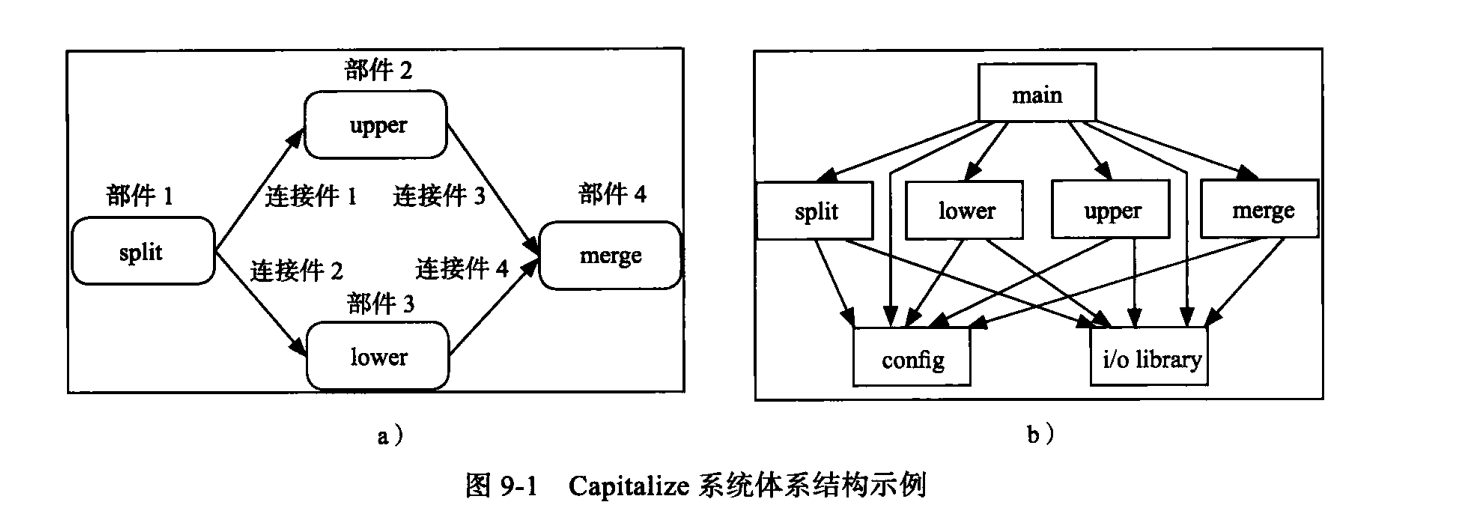 部件 2
upper
部件 1
连接件 1
连接件 3
部件 4
split
merge
连接件 2
连接件 4
部件 3
lower
a）
main
split
lower
upper
merge
config
i/o library
b）
图 9-1 Capitalize 系统体系结构示例